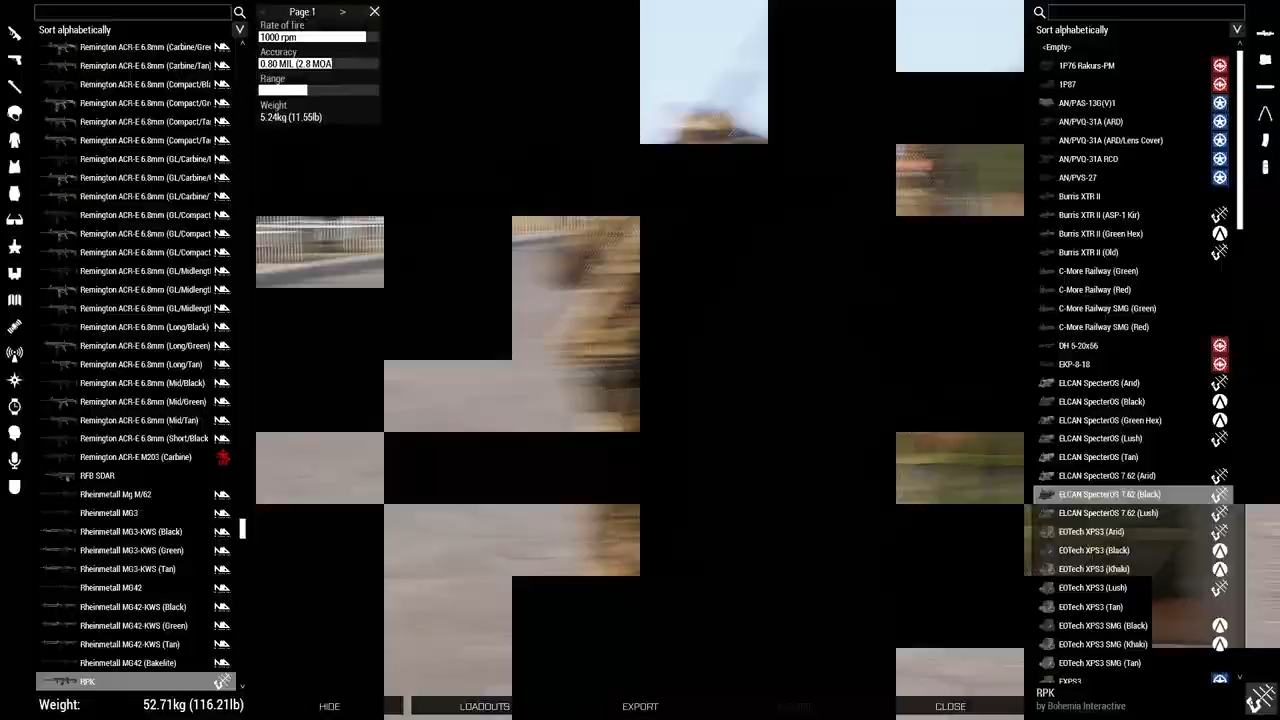 Sort alphabetically
Remington ACR-E 6.8mm (Carbine/Gree
Remington ACR-E 6.8mm (Carbine/Tan)
Remington ACR-E 6.8mm (Compact/Bla
Remington ACR-E 6.8mm (Compact/Gr
Remington ACR-E 6.8mm (Compact/Ta
Remington ACR-E 6.8mm (Compact/Ta
Remington ACR-E 6.8mm (GL/Carbine/
Remington ACR-E 6.8mm (GL/Carbine/
Remington ACR-E 6.8mm (GL/Carbine/
Remington ACR-E 6.8mm (GL/Compact
Remington ACR-E 6.8mm (GL/Compact
Remington ACR-E 6.8mm (GL/Compact
Remington ACR-E 6.8mm (GL/Midlengt
Remington ACR-E 6.8mm (GL/Midlengt
Remington ACR-E 6.8mm (GL/Midlengt
Remington ACR-E 6.8mm (Long/Black)
Remington ACR-E 6.8mm (Long/Green)
Remington ACR-E 6.8mm (Long/Tan)
Remington ACR-E 6.8mm (Mid/Black)
Remington ACR-E 6.8mm (Mid/Green)
Remington ACR-E 6.8mm (Mid/Tan)
Remington ACR-E 6.8mm (Short/Black
Remington ACR-E M203 (Carbine)
RFB SDAR
Rheinmetall Mg M/62
Rheinmetall MG3
Rheinmetall MG3-KWS (Black)
Rheinmetall MG3-KWS (Green)
Rheinmetall MG3-KWS (Tan)
Rheinmetall MG42
Rheinmetall MG42-KWS (Black)
Rheinmetall MG42-KWS (Green)
Rheinmetall MG42-KWS (Tan)
Rheinmetall MG42 (Bakelite)
RPK
Weight: 52.71kg (116.21lb)
Page 1 >
Rate of fire
1000 rpm
Accuracy
0.80 MIL (2.8 MOA
Range
Weight
5.24kg (11.55lb)
HIDE
LOADOUTS
EXPORT
CLOSE
Sort alphabetically
<Empty>
1P76 Rakurs-PM
1P87
AN/PAS-13G(V)1
AN/PVQ-31A (ARD)
AN/PVQ-31A (ARD/Lens Cover)
AN/PVQ-31A RCO
AN/PVS-27
Burris XTR II
Burris XTR II (ASP-1 Kir)
Burris XTR II (Green Hex)
Burris XTR II (Old)
C-More Railway (Green)
C-More Railway (Red)
C-More Railway SMG (Green)
C-More Railway SMG (Red)
DH 5-20x56
EKP-8-18
ELCAN SpecterOS (Arid)
ELCAN SpecterOS (Black)
ELCAN SpecterOS (Green Hex)
ELCAN SpecterOS (Lush)
ELCAN SpecterOS (Tan)
ELCAN SpecterOS 7.62 (Arid)
ELCAN SpecterOS 7.62 (Black)
ELCAN SpecterOS 7.62 (Lush)
EOTech XPS3 (Arid)
EOTech XPS3 (Black)
EOTech XPS3 (Khaki)
EOTech XPS3 (Lush)
EOTech XPS3 (Tan)
EOTech XPS3 SMG (Black)
EOTech XPS3 SMG (Khaki)
EOTech XPS3 SMG (Tan)
EXPS3
RPK
by Bohemia Interactive